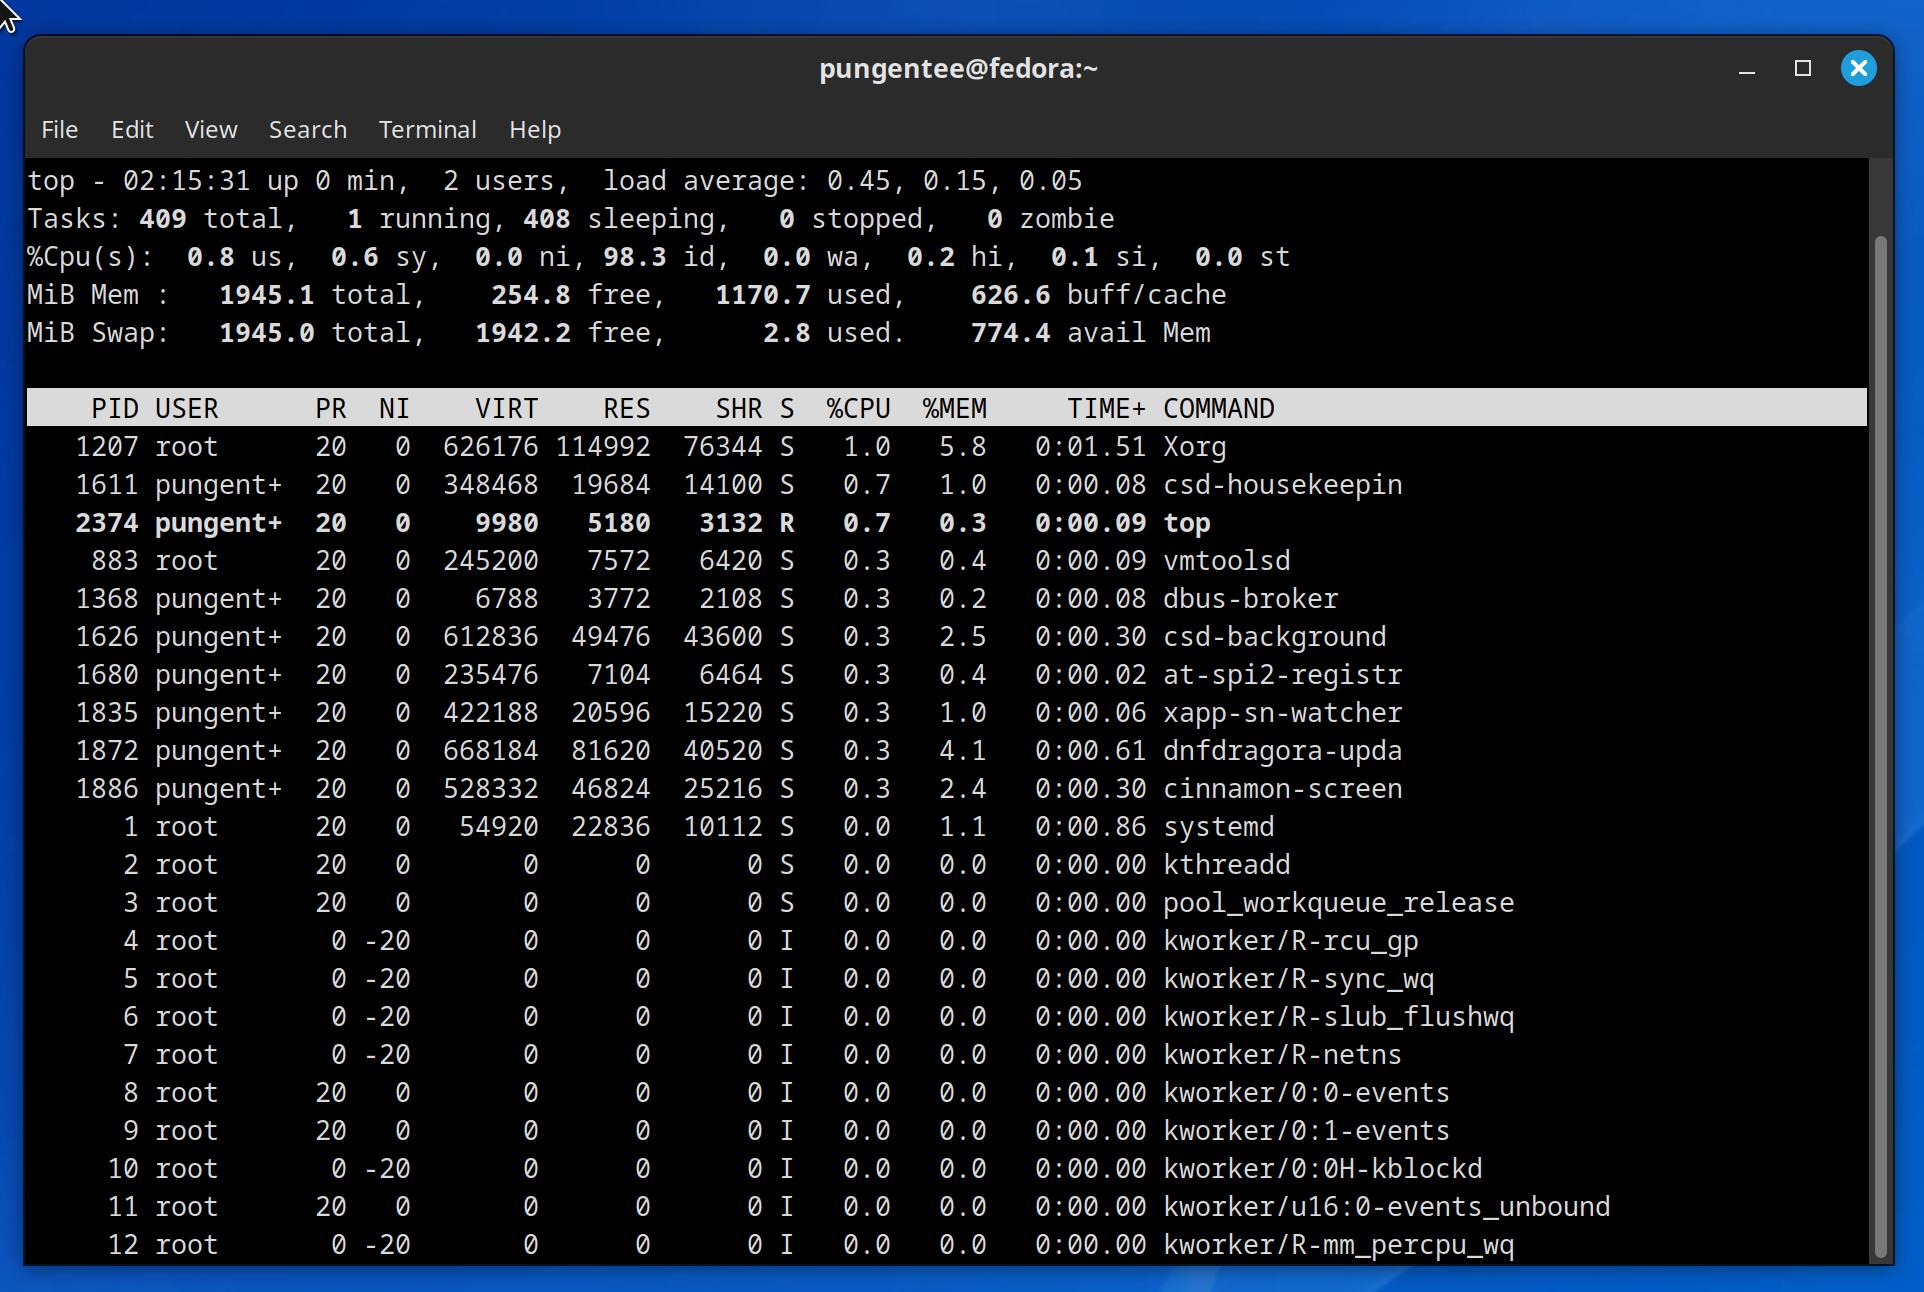 pungentee@fedora:~
File Edit View Search Terminal Help
top - 02:15:31 up 0 min,  2 users,  load average: 0.45, 0.15, 0.05
Tasks: 409 total,   1 running, 408 sleeping,   0 stopped,   0 zombie
%Cpu(s):  0.8 us,  0.6 sy,  0.0 ni, 98.3 id,  0.0 wa,  0.2 hi,  0.1 si,  0.0 st
MiB Mem :   1945.1 total,    254.8 free,   1170.7 used,    626.6 buff/cache
MiB Swap:   1945.0 total,   1942.2 free,      2.8 used.    774.4 avail Mem
    PID USER      PR  NI    VIRT    RES    SHR S  %CPU  %MEM     TIME+ COMMAND
   1207 root      20   0  626176 114992  76344 S   1.0   5.8   0:01.51 Xorg
   1611 pungent+  20   0  348468  19684  14100 S   0.7   1.0   0:00.08 csd-housekeepin
   2374 pungent+  20   0    9980   5180   3132 R   0.7   0.3   0:00.09 top
    883 root      20   0  245200   7572   6420 S   0.3   0.4   0:00.09 vmtoolsd
   1368 pungent+  20   0    6788   3772   2108 S   0.3   0.2   0:00.08 dbus-broker
   1626 pungent+  20   0  612836  49476  43600 S   0.3   2.5   0:00.30 csd-background
   1680 pungent+  20   0  235476   7104   6464 S   0.3   0.4   0:00.02 at-spi2-registr
   1835 pungent+  20   0  422188  20596  15220 S   0.3   1.0   0:00.06 xapp-sn-watcher
   1872 pungent+  20   0  668184  81620  40520 S   0.3   4.1   0:00.61 dnfdragora-upda
   1886 pungent+  20   0  528332  46824  25216 S   0.3   2.4   0:00.30 cinnamon-screen
      1 root      20   0   54920  22836  10112 S   0.0   1.1   0:00.86 systemd
      2 root      20   0       0      0      0 S   0.0   0.0   0:00.00 kthreadd
      3 root      20   0       0      0      0 S   0.0   0.0   0:00.00 pool_workqueue_release
      4 root       0 -20       0      0      0 I   0.0   0.0   0:00.00 kworker/R-rcu_gp
      5 root       0 -20       0      0      0 I   0.0   0.0   0:00.00 kworker/R-sync_wq
      6 root       0 -20       0      0      0 I   0.0   0.0   0:00.00 kworker/R-slub_flushwq
      7 root       0 -20       0      0      0 I   0.0   0.0   0:00.00 kworker/R-netns
      8 root      20   0       0      0      0 I   0.0   0.0   0:00.00 kworker/0:0-events
      9 root      20   0       0      0      0 I   0.0   0.0   0:00.00 kworker/0:1-events
     10 root       0 -20       0      0      0 I   0.0   0.0   0:00.00 kworker/0:0H-kblockd
     11 root      20   0       0      0      0 I   0.0   0.0   0:00.00 kworker/u16:0-events_unbound
     12 root       0 -20       0      0      0 I   0.0   0.0   0:00.00 kworker/R-mm_percpu_wq